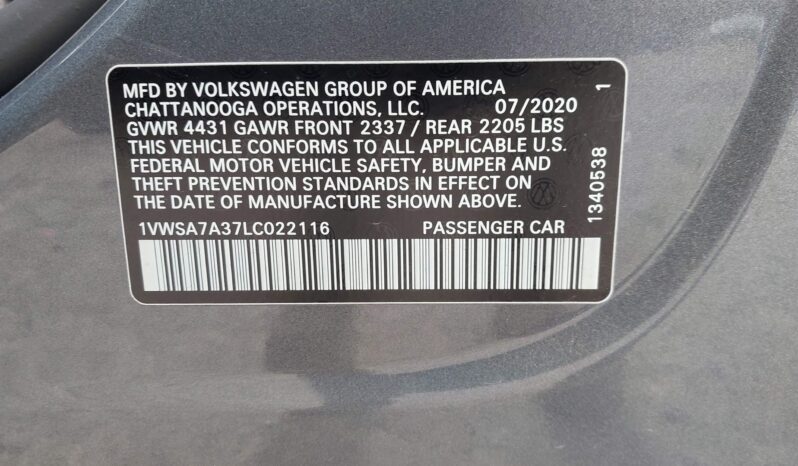 MFD BY VOLKSWAGEN GROUP OF AMERICA
CHATTANOOGA OPERATIONS, LLC. 07/2020
GVWR 4431 GAWR FRONT 2337 / REAR 2205 LBS
THIS VEHICLE CONFORMS TO ALL APPLICABLE U.S.
FEDERAL MOTOR VEHICLE SAFETY, BUMPER AND
THEFT PREVENTION STANDARDS IN EFFECT ON
THE DATE OF MANUFACTURE SHOWN ABOVE.
1VWSA7A37LC022116 PASSENGER CAR
1340538 1